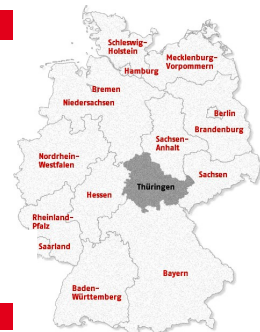 Schleswig-
Holstein
Mecklenburg-
Vorpommern
Hamburg
Bremen
Niedersachsen
Berlin
Brandenburg
Sachsen-
Anhalt
Nordrhein-
Westfalen
Sachsen
Thüringen
Hessen
Rheinland-
Pfalz
Saarland
Bayern
Baden-
Württemberg